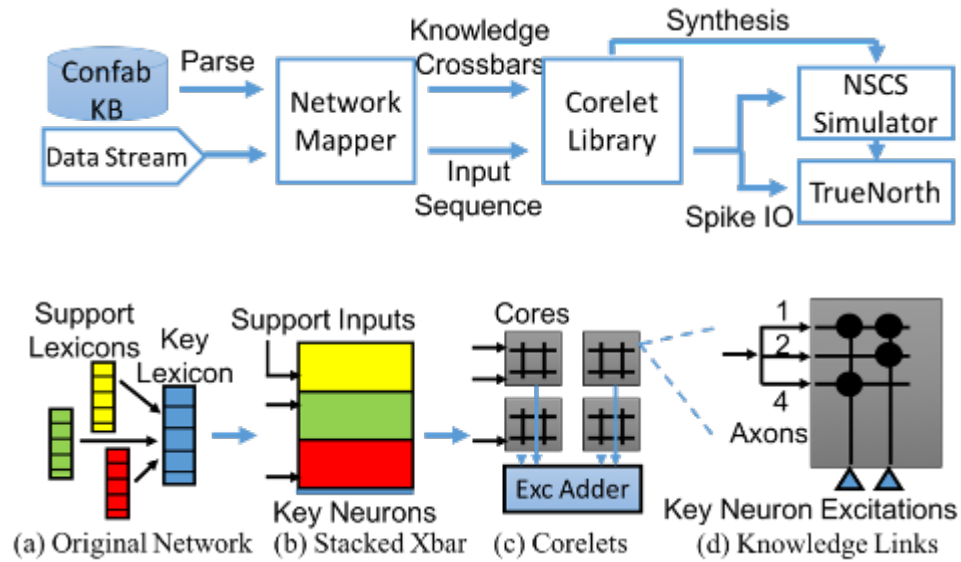 Confab
KB
Parse
Data Stream
Network
Mapper
Knowledge
Crossbars
Input
Sequence
Corelet
Library
Synthesis
NSCS
Simulator
TrueNorth
Spike IO
Support
Lexicons
Key
Lexicon
Support Inputs
Key Neurons
Cores
Exc Adder
1
2
4
Axons
Key Neuron Excitations
(a) Original Network
(b) Stacked Xbar
(c) Corelets
(d) Knowledge Links